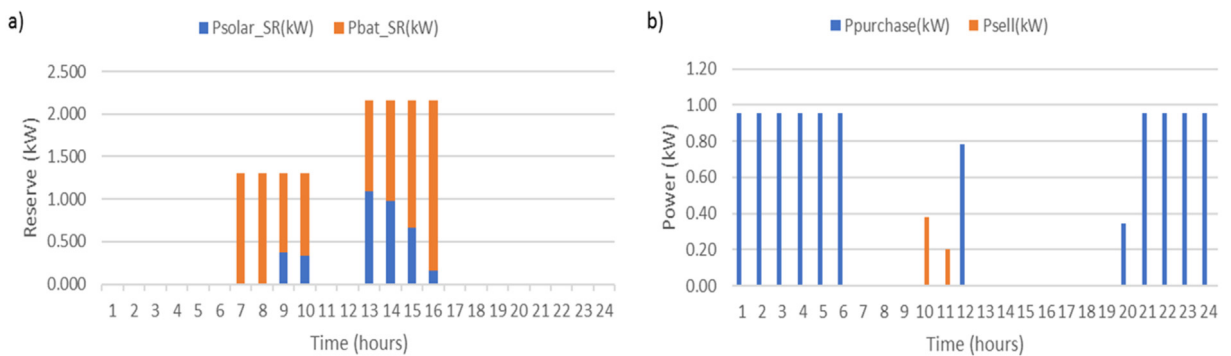 a)
Psolar_SR(kW) Pbat_SR(kW)
2.500
2.000
1.500
1.000
0.500
0.000
Reserve (kW)
1 2 3 4 5 6 7 8 9 10 11 12 13 14 15 16 17 18 19 20 21 22 23 24
Time (hours)
b)
Ppurchase(kW) Psell(kW)
1.20
1.00
0.80
0.60
0.40
0.20
0.00
Power (kW)
1 2 3 4 5 6 7 8 9 10 11 12 13 14 15 16 17 18 19 20 21 22 23 24
Time (hours)